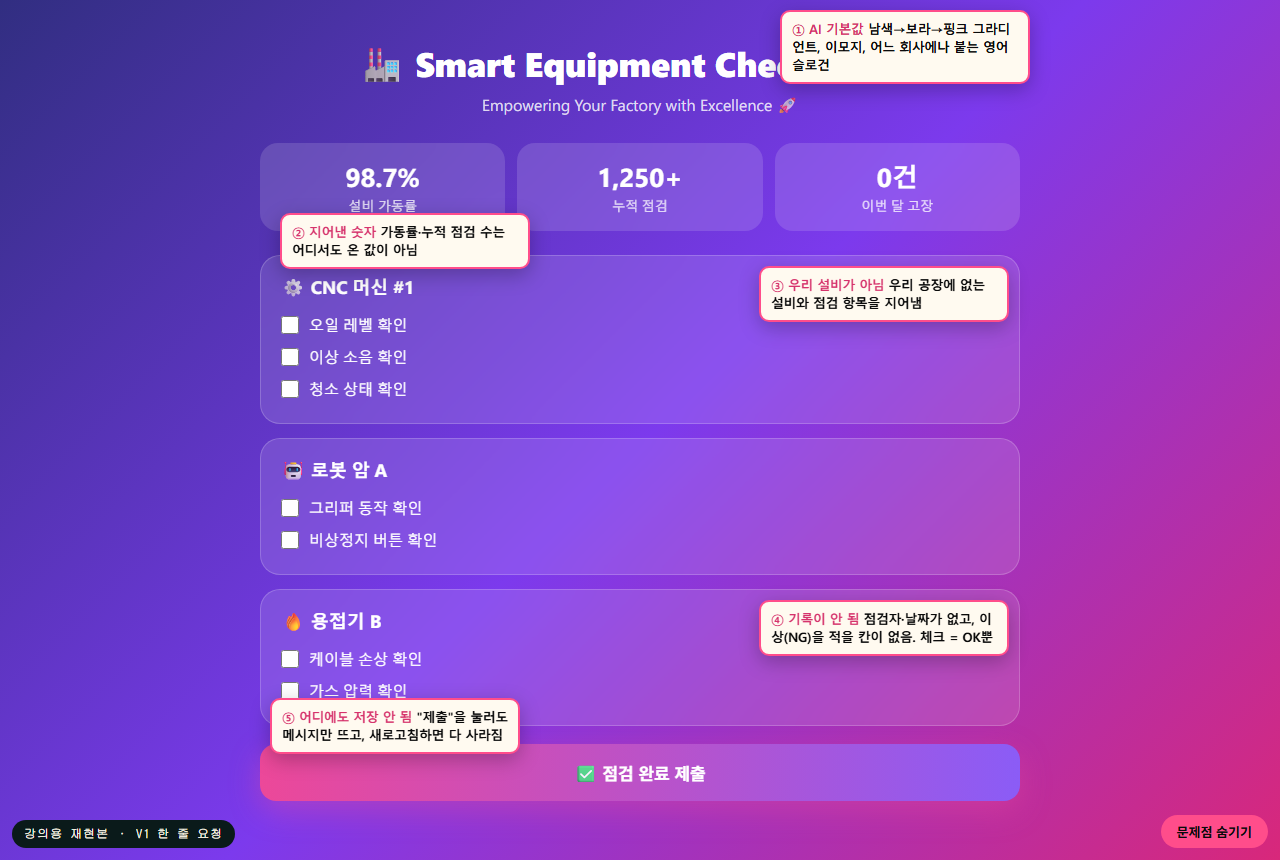 ① AI 기본값 남색→보라→핑크 그라디
언트, 이모지, 어느 회사에나 붙는 영어
슬로건
Smart Equipment
Empowering Your Factory with Excellence 🚀
98.7%
설비 가동률
1,250+
누적 점검
0건
이번 달 고장
② 지어낸 숫자 가동률·누적 점검 수는
어디서도 온 값이 아님
CNC 머신 #1
③ 우리 설비가 아님 우리 공장에 없는
설비와 점검 항목을 지어냄
오일 레벨 확인
이상 소음 확인
청소 상태 확인
로봇 암 A
그리퍼 동작 확인
비상정지 버튼 확인
용접기 B
④ 기록이 안 됨 점검자·날짜가 없고, 이
상(NG)을 적을 칸이 없음. 체크 = OK뿐
케이블 손상 확인
가스 압력 확인
⑤ 어디에도 저장 안 됨 "제출"을 눌러도
메시지만 뜨고, 새로고침하면 다 사라짐
✅ 점검 완료 제출
강의용 재현본 · V1 한 줄 요청
문제점 숨기기